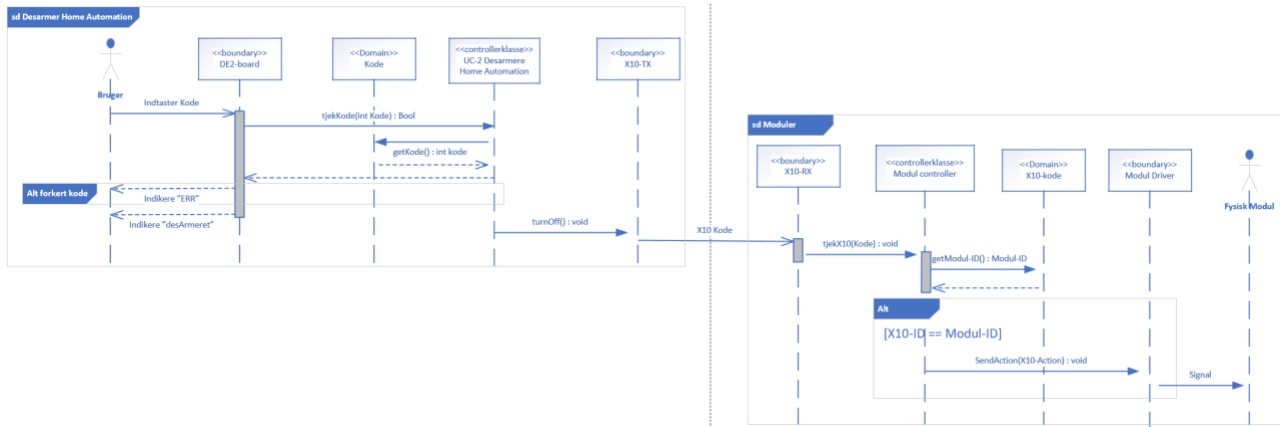 sd Desarmer Home Automation
Bruger
<<boundary>>
DE2-board
<<Domain>>
Kode
<<controllerklasse>>
UC-2 Desarmere
Home Automation
<<boundary>>
X10-TX
Indtaster Kode
tjekKode(int Kode) : Bool
getKode() : int kode
Alt forkert kode
Indikere "ERR"
Indikere "desArmeret"
turnOff() : void
X10 Kode
sd Moduler
<<boundary>>
X10-RX
<<controllerklasse>>
Modul controller
<<Domain>>
X10-kode
<<boundary>>
Modul Driver
Fysisk Modul
tjekX10(Kode) : void
getModul-ID() : Modul-ID
Alt
[X10-ID == Modul-ID]
SendAction(X10-Action) : void
Signal